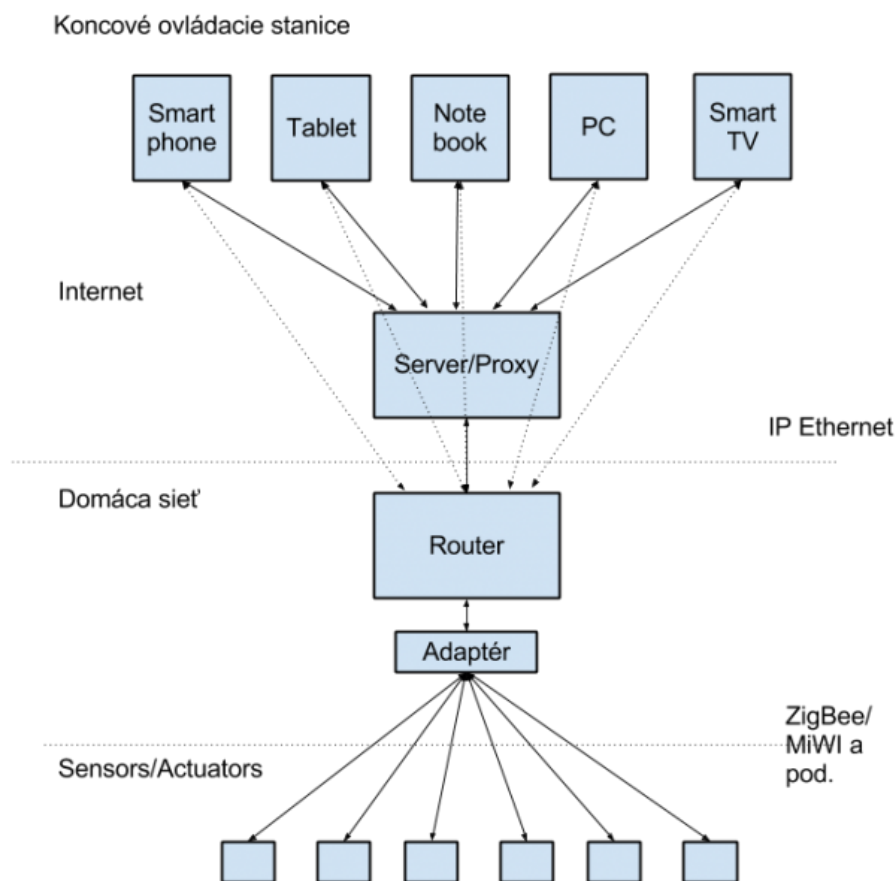 Koncové ovládacie stanice
Smart
phone
Tablet
Note
book
PC
Smart
TV
Internet
Server/Proxy
IP Ethernet
Domáca sieť
Router
Adaptér
ZigBee/
MiWI a
pod.
Sensors/Actuators